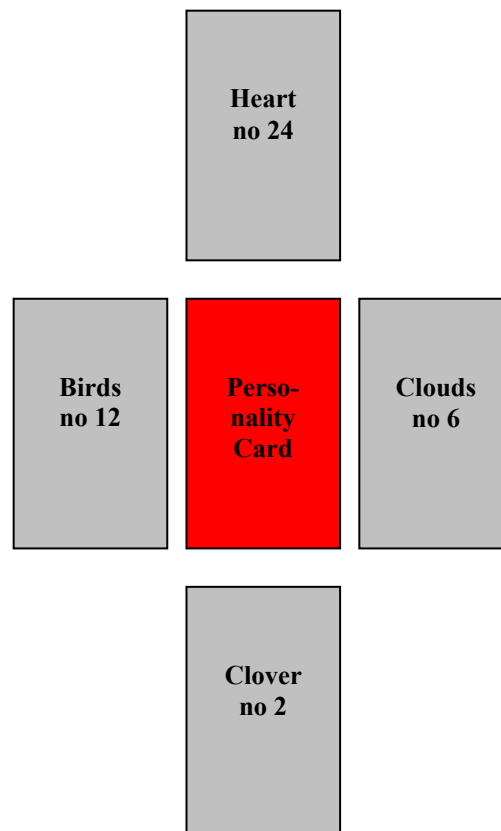 Heart
no 24
Birds
no 12
Perso-
nality
Card
Clouds
no 6
Clover
no 2